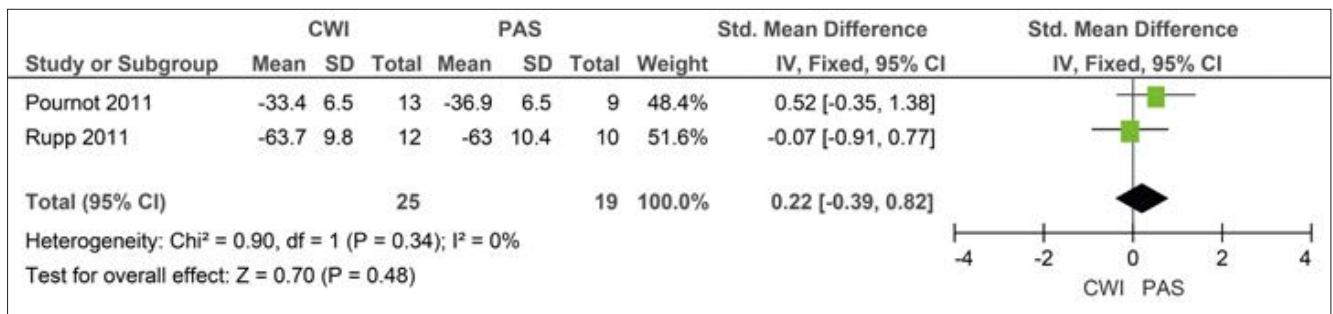 CWI PAS Std. Mean Difference Std. Mean Difference
Study or Subgroup Mean SD Total Mean SD Total Weight IV, Fixed, 95% CI IV, Fixed, 95% CI
Pournot 2011 -33.4 6.5 13 -36.9 6.5 9 48.4% 0.52 [-0.35, 1.38]
Rupp 2011 -63.7 9.8 12 -63 10.4 10 51.6% -0.07 [-0.91, 0.77]
Total (95% CI) 25 19 100.0% 0.22 [-0.39, 0.82]
Heterogeneity: Chi² = 0.90, df = 1 (P = 0.34); I² = 0%
Test for overall effect: Z = 0.70 (P = 0.48)
-4 -2 0 2 4
CWI PAS